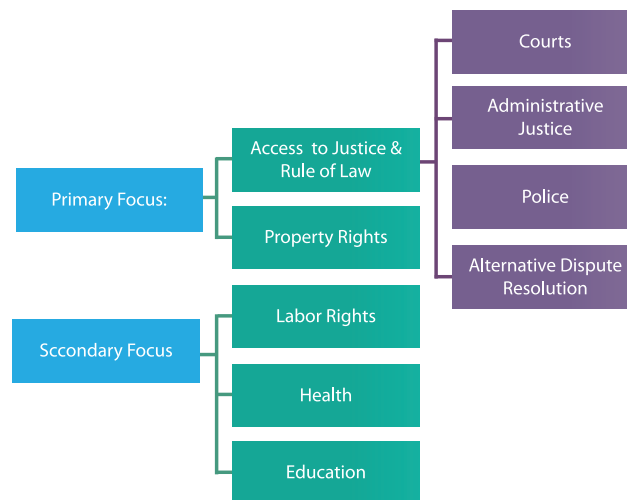 Primary Focus:
Access to Justice &
Rule of Law
Property Rights
Courts
Administrative
Justice
Police
Alternative Dispute
Resolution
Sccondary Focus
Labor Rights
Health
Education